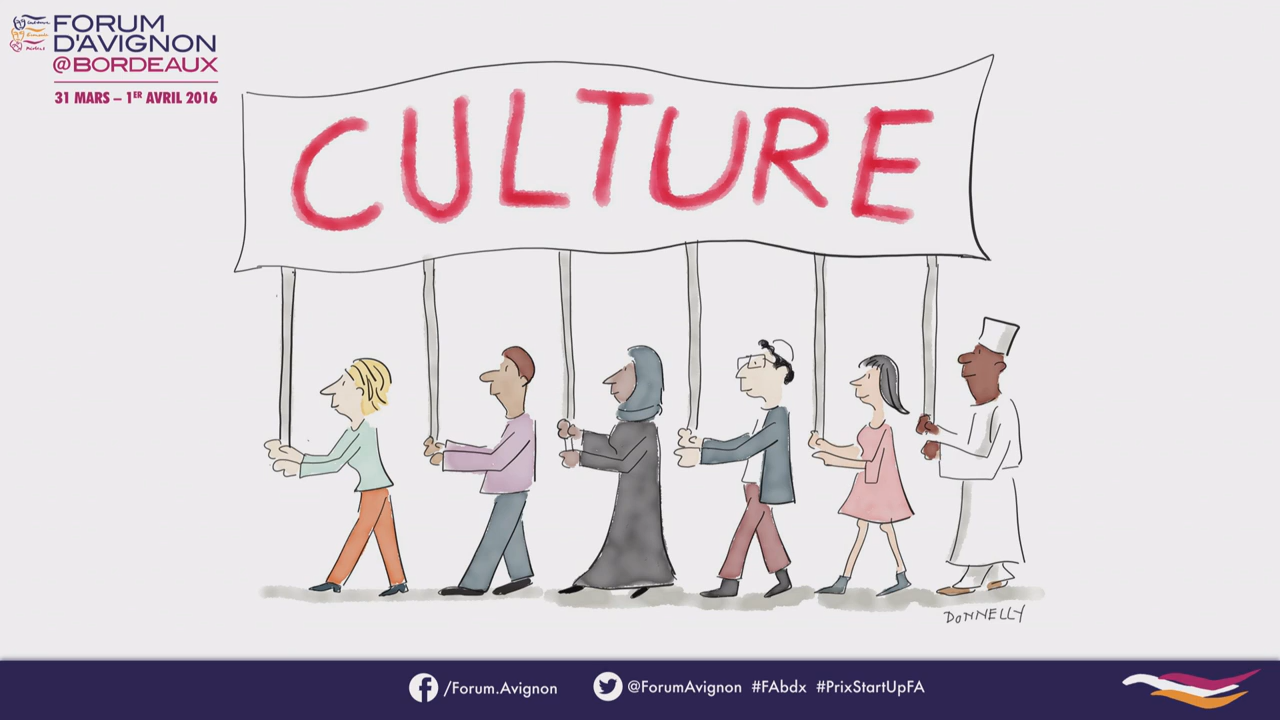 FORUM
D'AVIGNON
@BORDEAUX
31 MARS – 1ER AVRIL 2016
CULTURE
DONNELLY
/Forum.Avignon
@ForumAvignon #FAbdx #PrixStartUpFA